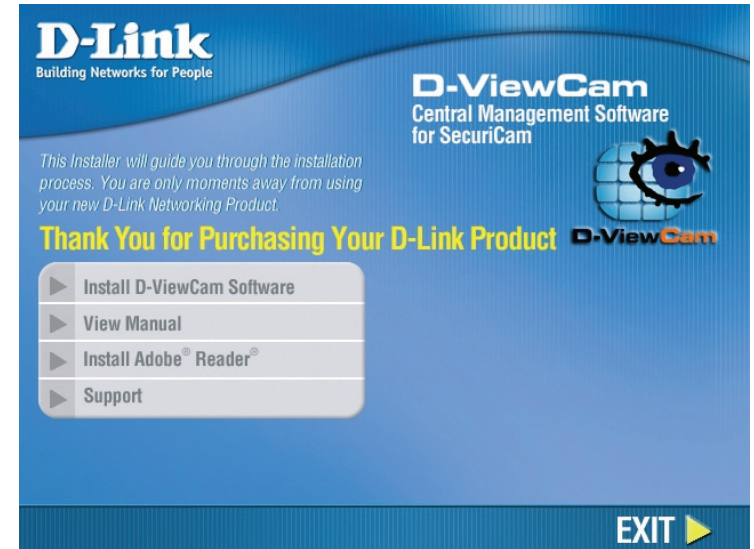 D-Link
Building Networks for People
D-ViewCam
Central Management Software
for SecuriCam
This Installer will guide you through the installation
process. You are only moments away from using
your new D-Link Networking Product.
Thank You for Purchasing Your D-Link Product
D-ViewCam
Install D-ViewCam Software
View Manual
Install Adobe® Reader®
Support
EXIT